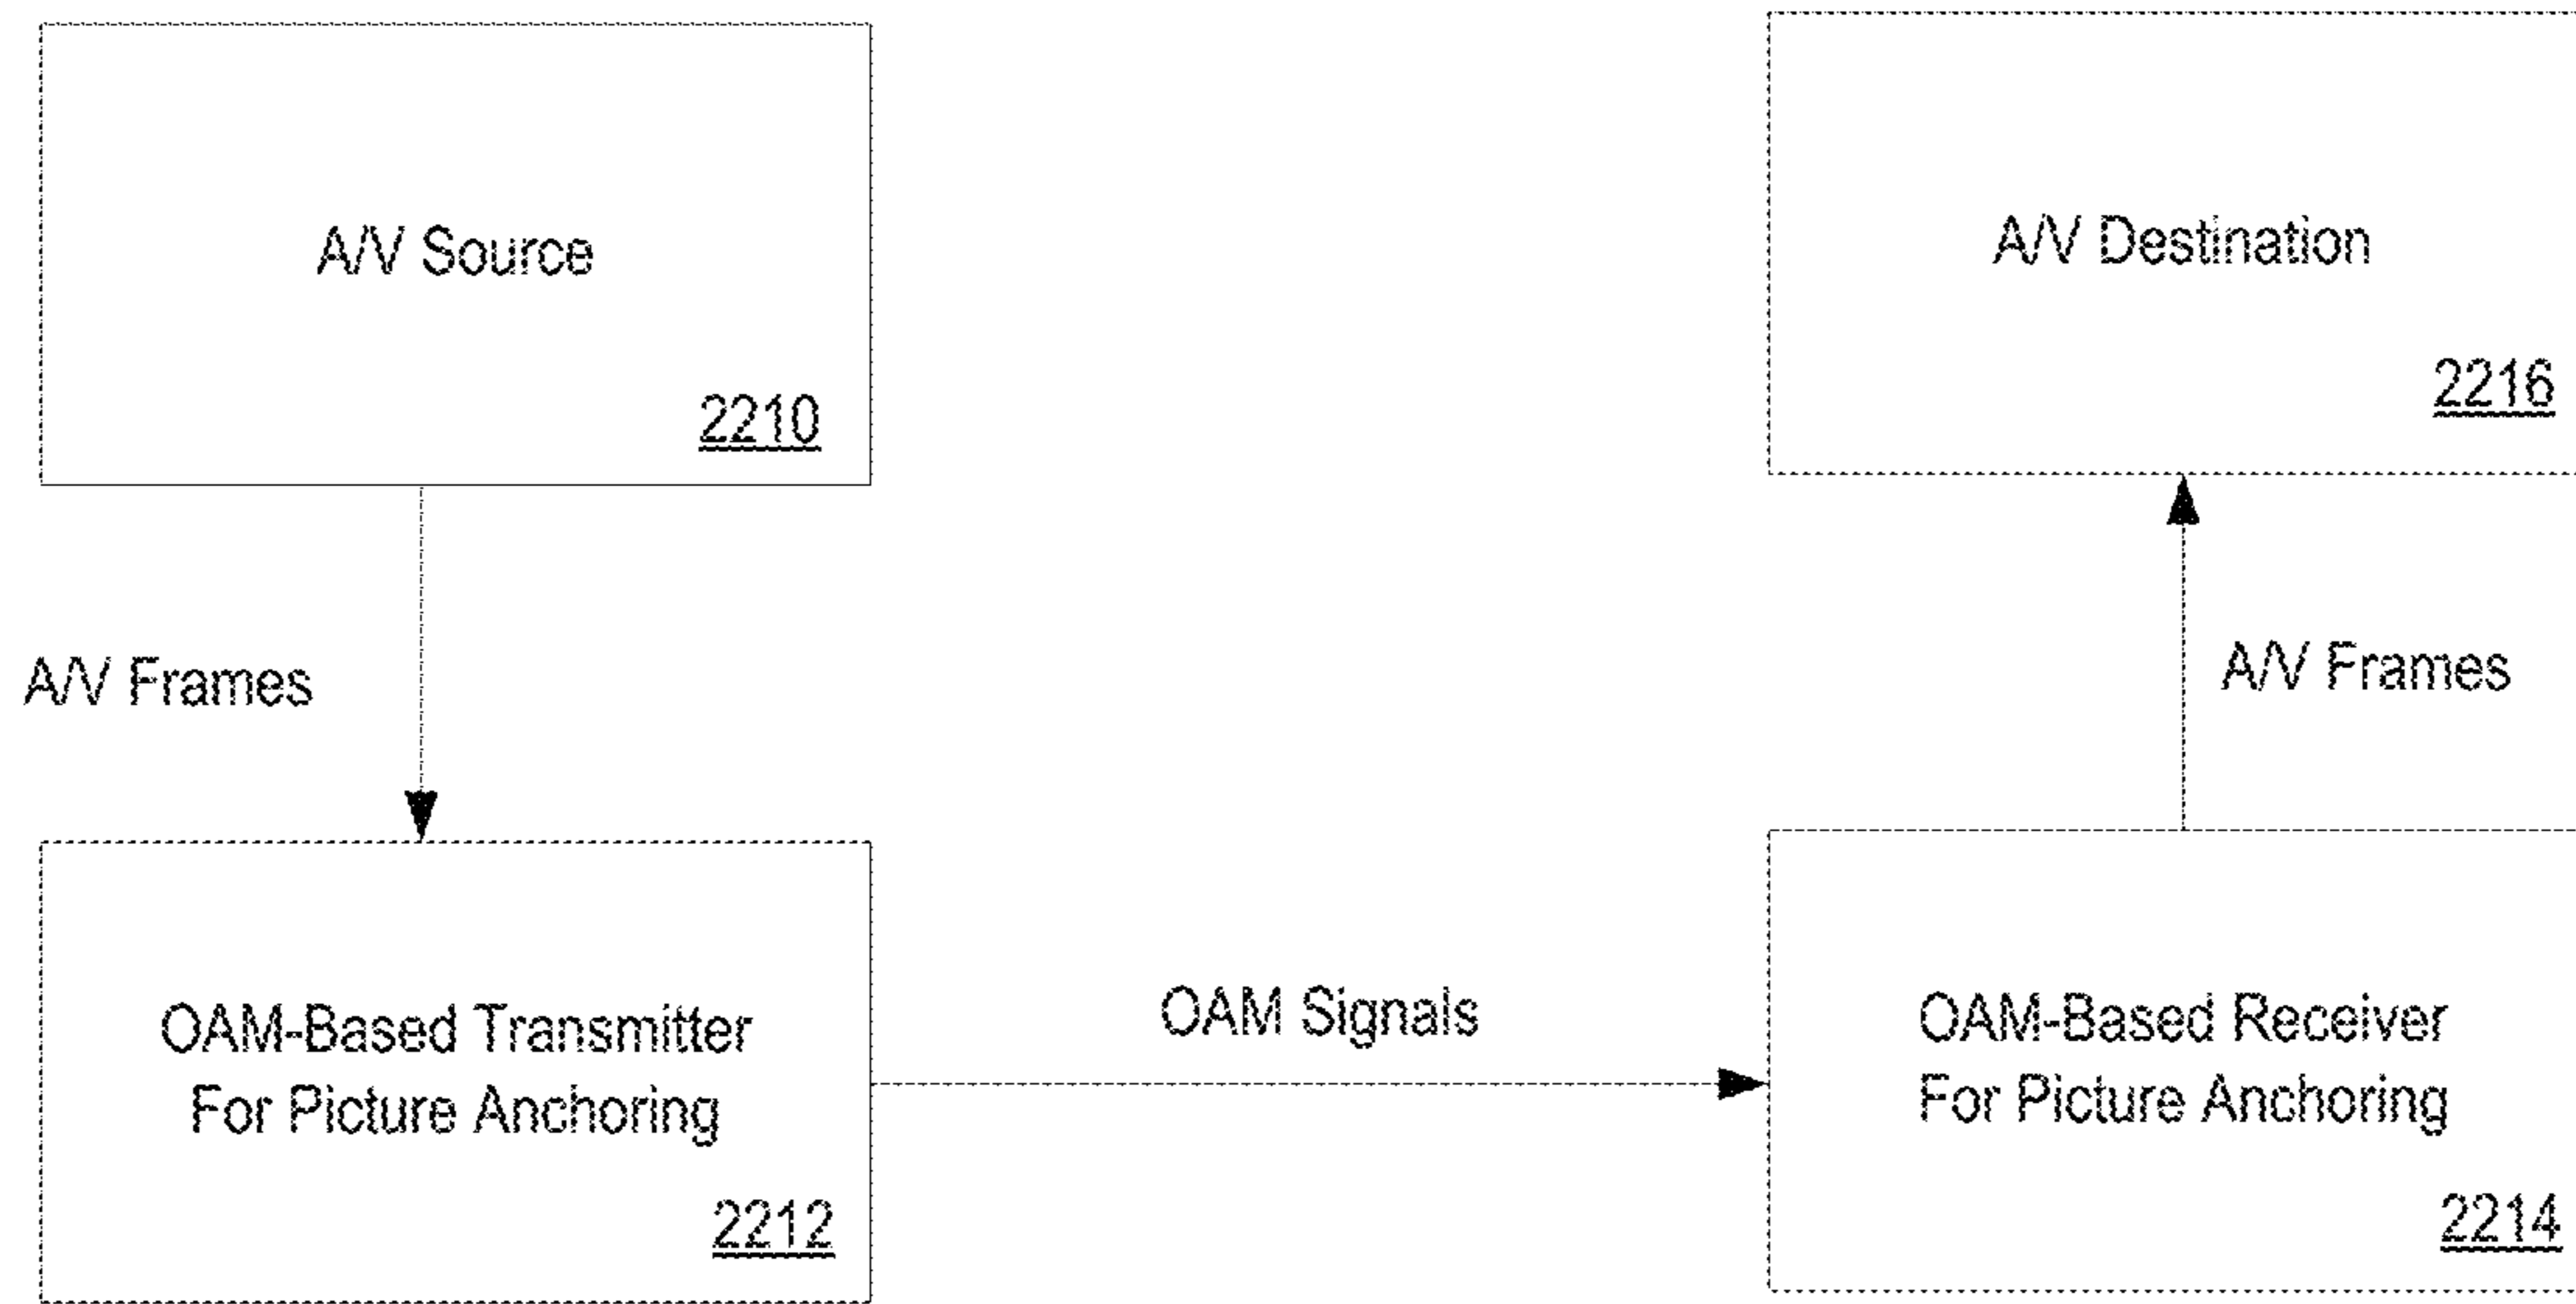 A/V Source
2210
A/V Destination
2216
A/V Frames
A/V Frames
OAM-Based Transmitter
For Picture Anchoring
2212
OAM Signals
OAM-Based Receiver
For Picture Anchoring
2214